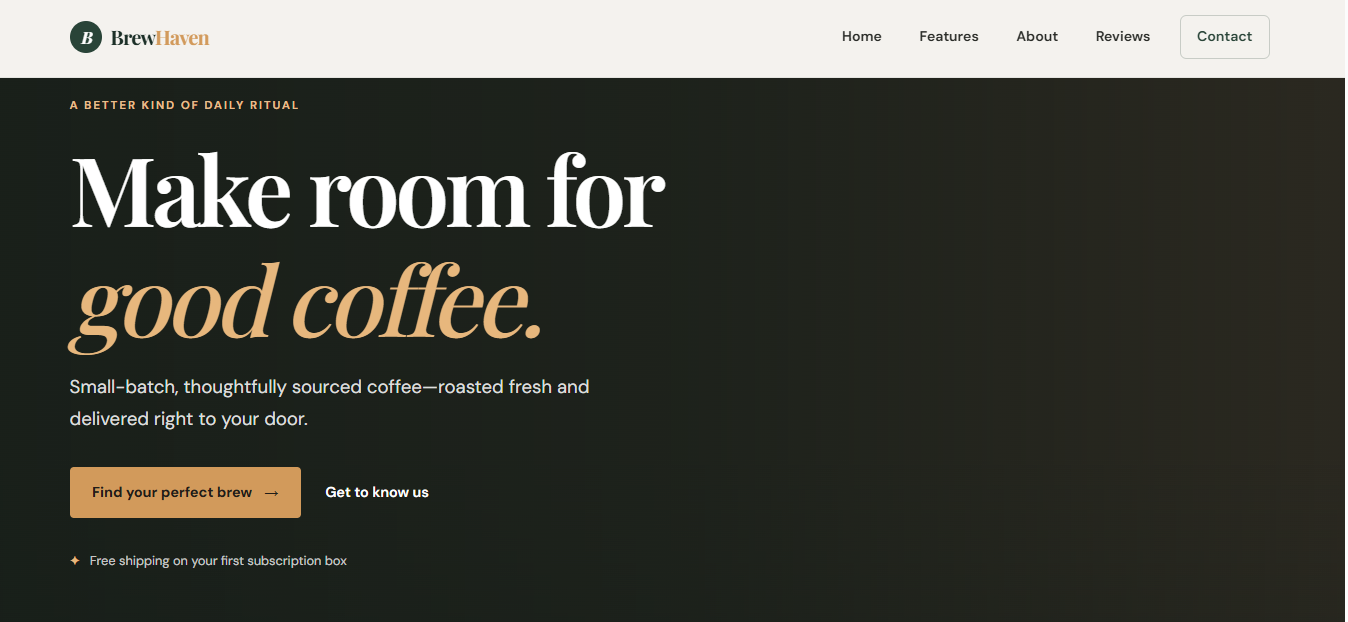 B BrewHaven
Home Features About Reviews Contact
A BETTER KIND OF DAILY RITUAL
Make room for
good coffee.
Small-batch, thoughtfully sourced coffee—roasted fresh and
delivered right to your door.
Find your perfect brew → Get to know us
✦ Free shipping on your first subscription box